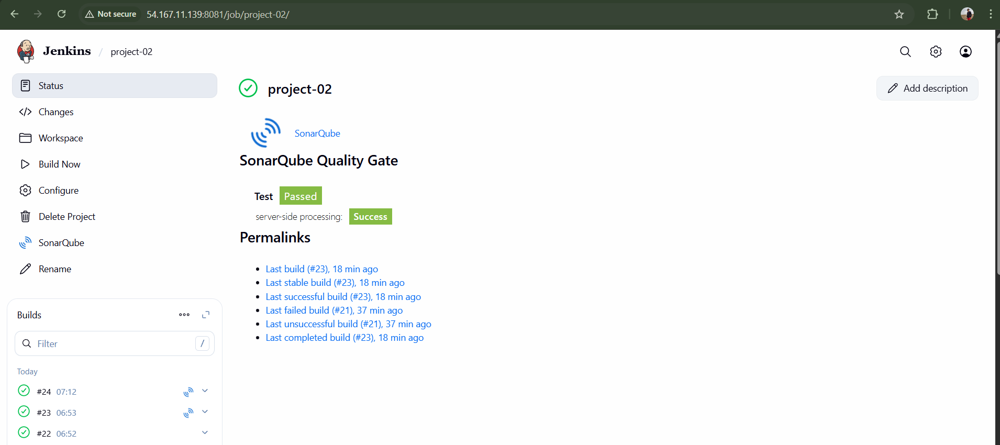 Not secure 54.167.11.139:8081/job/project-02/
Jenkins / project-02
Status
Changes
Workspace
Build Now
Configure
Delete Project
SonarQube
Rename
Builds
Filter /
Today
#24 07:12
#23 06:53
#22 06:52
project-02
Add description
SonarQube
SonarQube Quality Gate
Test Passed
server-side processing: Success
Permalinks
Last build (#23), 18 min ago
Last stable build (#23), 18 min ago
Last successful build (#23), 18 min ago
Last failed build (#21), 37 min ago
Last unsuccessful build (#21), 37 min ago
Last completed build (#23), 18 min ago